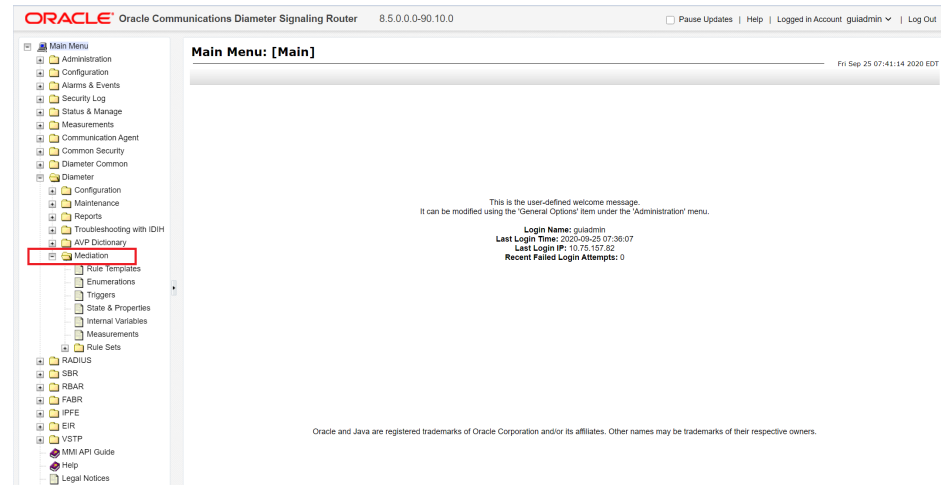 ORACLE® Oracle Communications Diameter Signaling Router 8.5.0.0.0-90.10.0
Pause Updates | Help | Logged in Account guiadmin | Log Out
Main Menu
Administration
Configuration
Alarms & Events
Security Log
Status & Manage
Measurements
Communication Agent
Common Security
Diameter Common
Diameter
Configuration
Maintenance
Reports
Troubleshooting with IDIH
AVP Dictionary
Mediation
Rule Templates
Enumerations
Triggers
State & Properties
Internal Variables
Measurements
Rule Sets
RADIUS
SBR
RBAR
FABR
IPFE
EIR
VSTP
MMI API Guide
Help
Legal Notices
Main Menu: [Main]
Fri Sep 25 07:41:14 2020 EDT
This is the user-defined welcome message.
It can be modified using the 'General Options' item under the 'Administration' menu.
Login Name: guiadmin
Last Login Time: 2020-09-25 07:36:07
Last Login IP: 10.75.157.82
Recent Failed Login Attempts: 0
Oracle and Java are registered trademarks of Oracle Corporation and/or its affiliates. Other names may be trademarks of their respective owners.